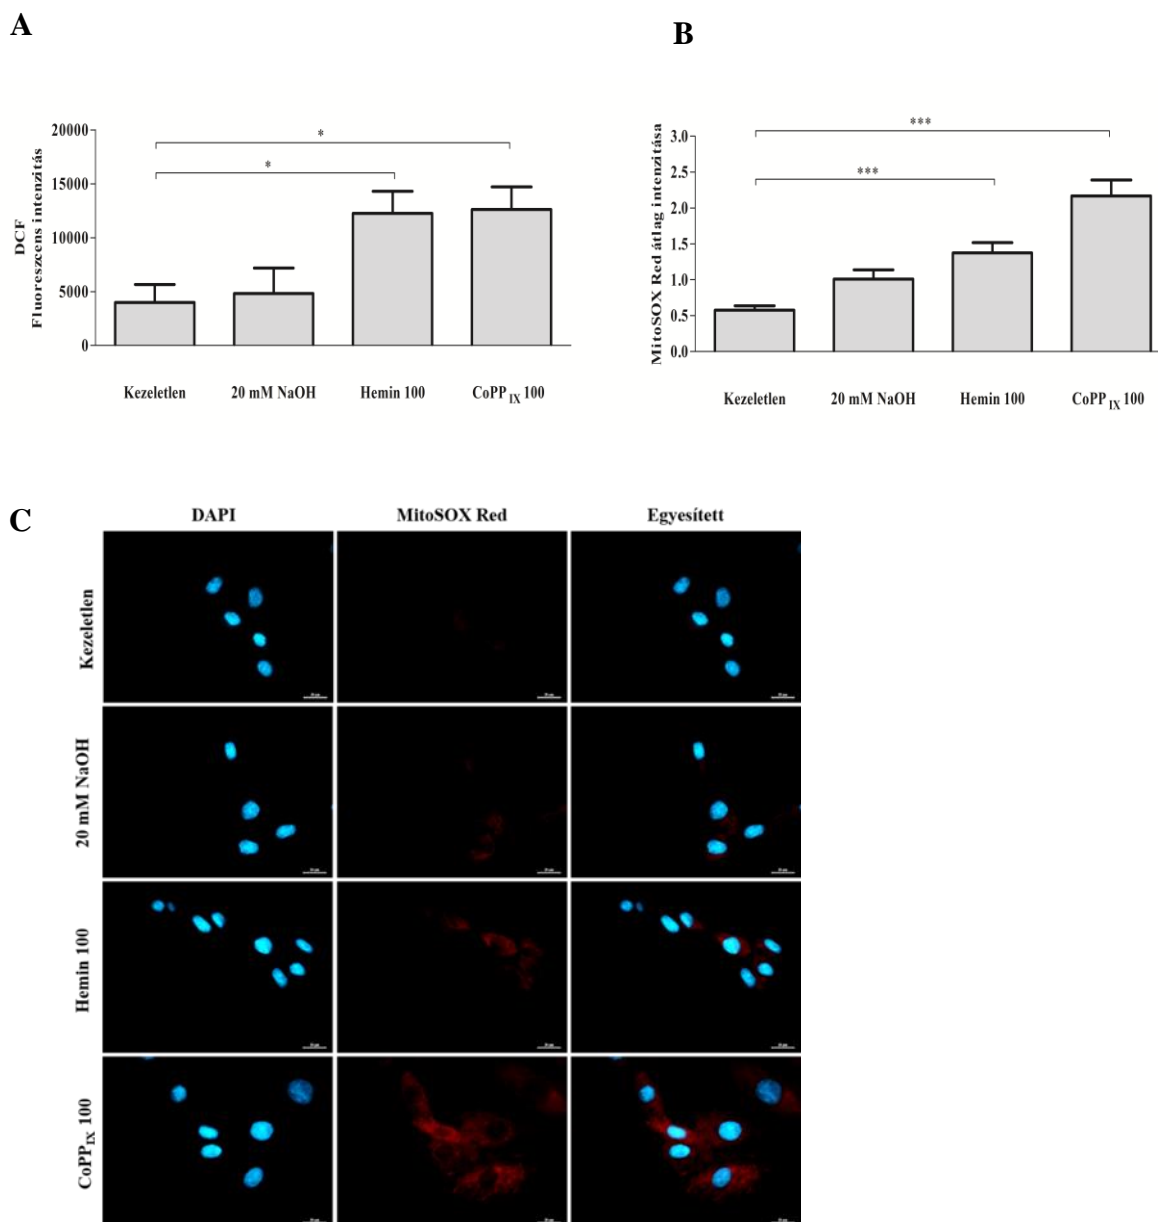 A
B
20000
15000
10000
5000
0
DCF
Fluoreszcens intenzitás
*
*
Kezeletlen
20 mM NaOH
Hemin 100
CoPP IX 100
3.0
2.5
2.0
1.5
1.0
0.5
0.0
MitoSOX Red átlag intenzitása
***
***
Kezeletlen
20 mM NaOH
Hemin 100
CoPP IX 100
C
DAPI
MitoSOX Red
Egyesített
Kezeletlen
20 mM NaOH
Hemin 100
CoPPIX 100